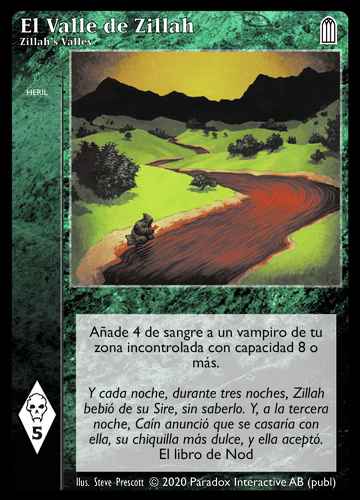 El Valle de Zillah
Zillah's Valley
HERIL
Añade 4 de sangre a un vampiro de tu
zona incontrolada con capacidad 8 o
más.
Y cada noche, durante tres noches, Zillah
bebió de su Sire, sin saberlo. Y, a la tercera
noche, Caín anunció que se casaría con
ella, su chiquilla más dulce, y ella aceptó.
El libro de Nod
5
Ilus. Steve Prescott © 2020 Paradox Interactive AB (publ)